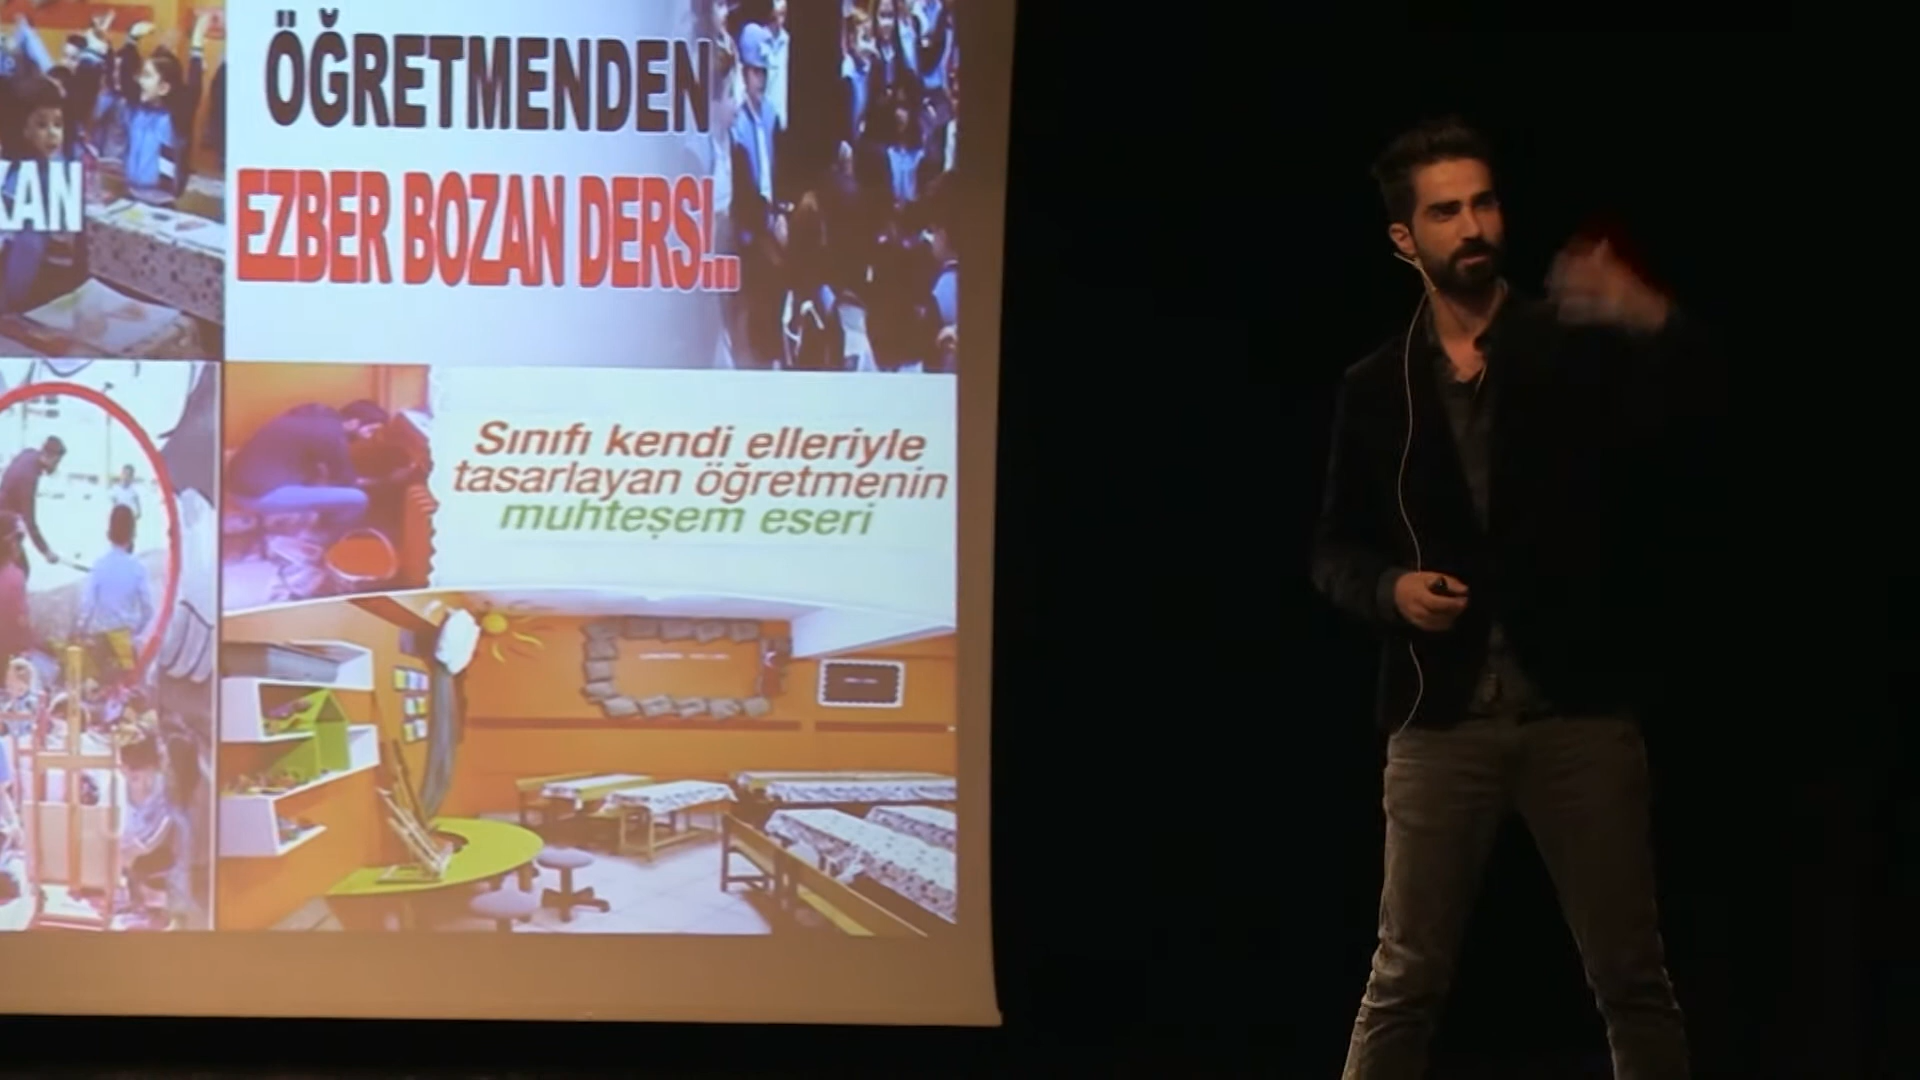 ÖĞRETMENDEN
EZBER BOZAN DERS!...
KAN
Sınıfı kendi elleriyle
tasarlayan öğretmenin
muhteşem eseri